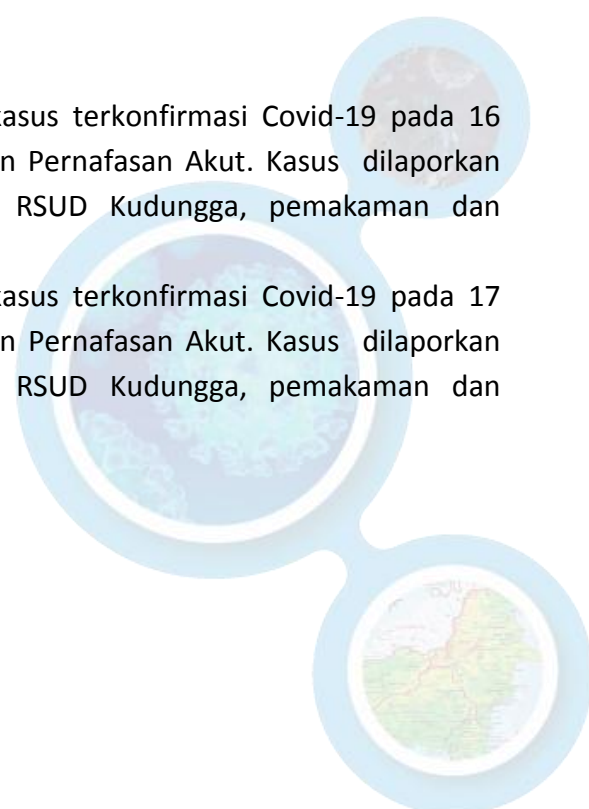 kasus terkonfirmasi Covid-19 pada 16
n Pernafasan Akut. Kasus dilaporkan
RSUD Kudungga, pemakaman dan
kasus terkonfirmasi Covid-19 pada 17
n Pernafasan Akut. Kasus dilaporkan
RSUD Kudungga, pemakaman dan